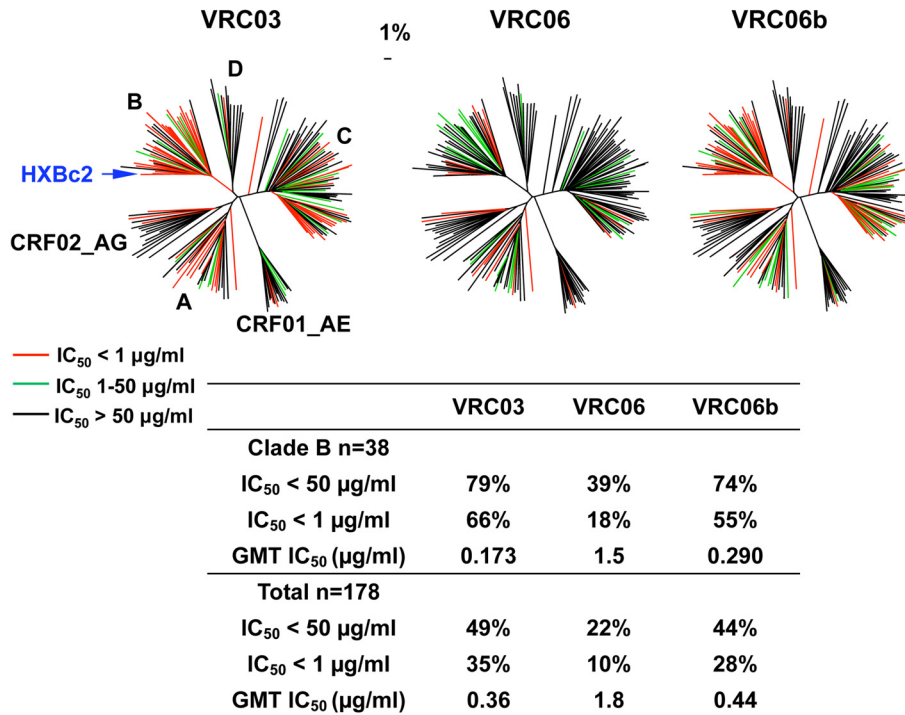 VRC03 1% VRC06 VRC06b
D
B
C
HXBc2
CRF02_AG
A
CRF01_AE
IC50 < 1 µg/ml
IC50 1-50 µg/ml
IC50 > 50 µg/ml
VRC03 VRC06 VRC06b
Clade B n=38
IC50 < 50 µg/ml 79% 39% 74%
IC50 < 1 µg/ml 66% 18% 55%
GMT IC50 (µg/ml) 0.173 1.5 0.290
Total n=178
IC50 < 50 µg/ml 49% 22% 44%
IC50 < 1 µg/ml 35% 10% 28%
GMT IC50 (µg/ml) 0.36 1.8 0.44